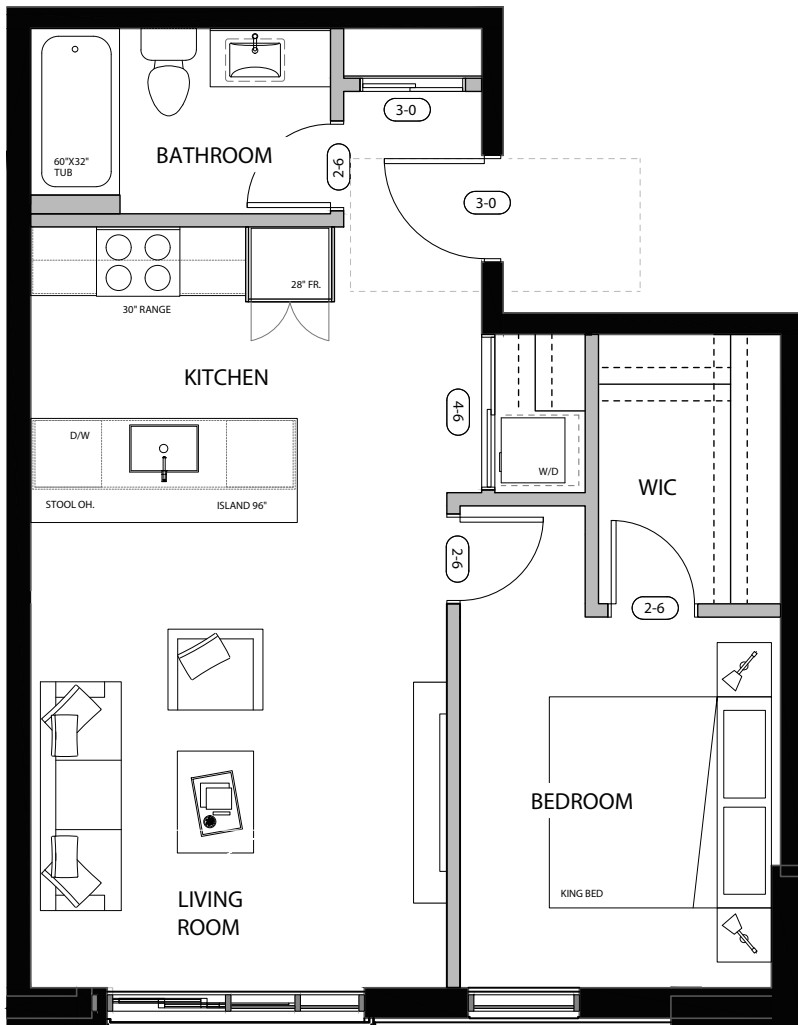 3-0
BATHROOM
60"X32"
TUB
2-6
3-0
28" FR.
30" RANGE
KITCHEN
4-6
D/W
W/D
WIC
STOOL OH.
ISLAND 96"
2-6
2-6
BEDROOM
KING BED
LIVING
ROOM